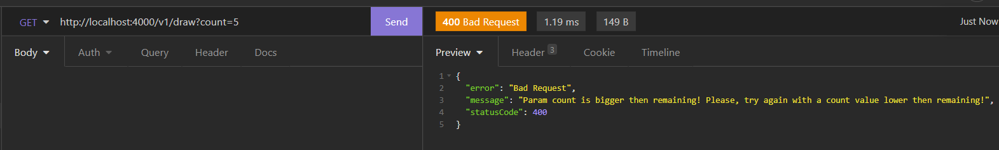 GET http://localhost:4000/v1/draw?count=5 Send 400 Bad Request 1.19 ms 149 B Just Now
Body Auth Query Header Docs Preview Header 3 Cookie Timeline
1 {
2 "error": "Bad Request",
3 "message": "Param count is bigger then remaining! Please, try again with a count value lower then remaining!",
4 "statusCode": 400
5 }